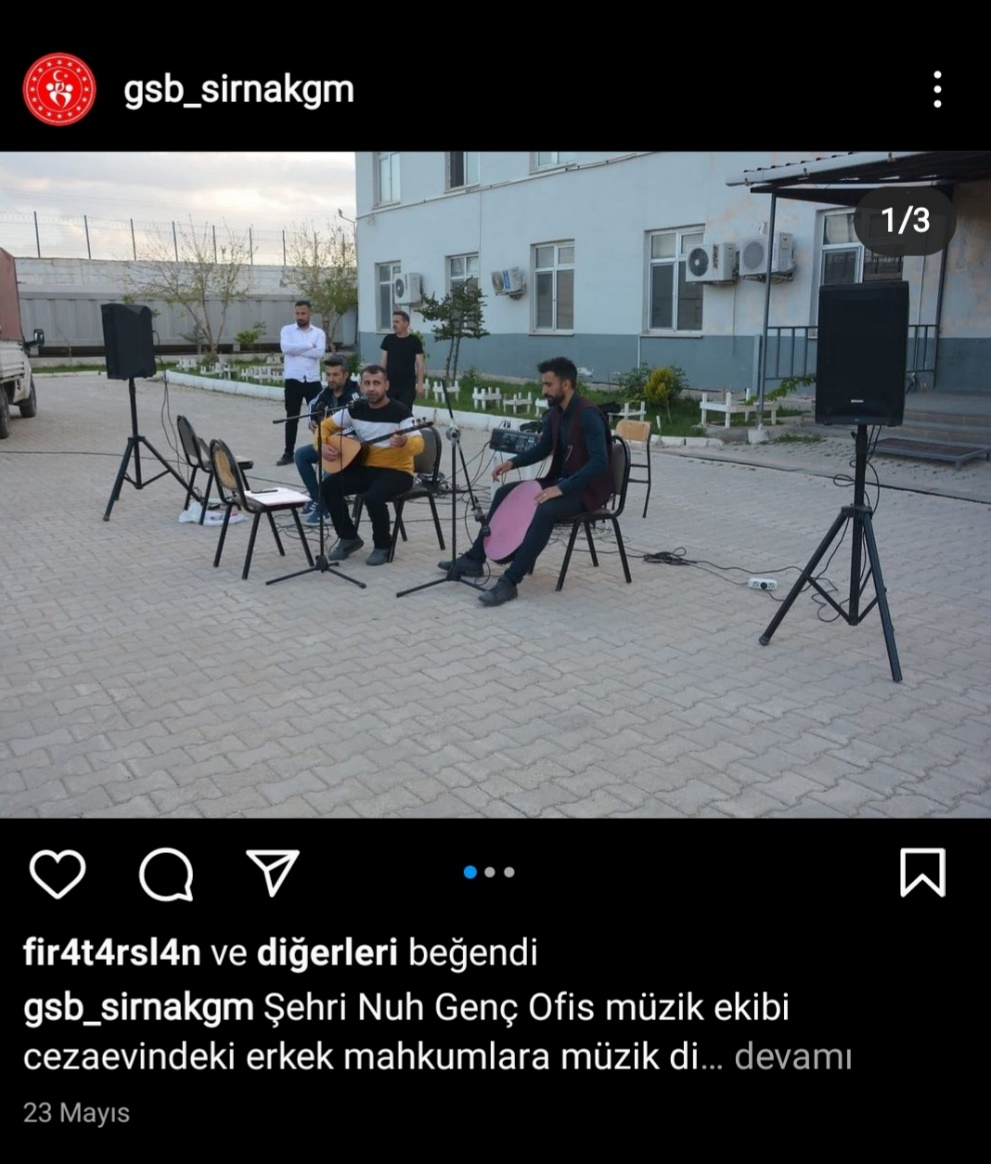 gsb_sirnakgm
1/3
fir4t4rsl4n ve diğerleri beğendi
gsb_sirnakgm Şehri Nuh Genç Ofis müzik ekibi
cezaevindeki erkek mahkumlara müzik di... devamı
23 Mayıs